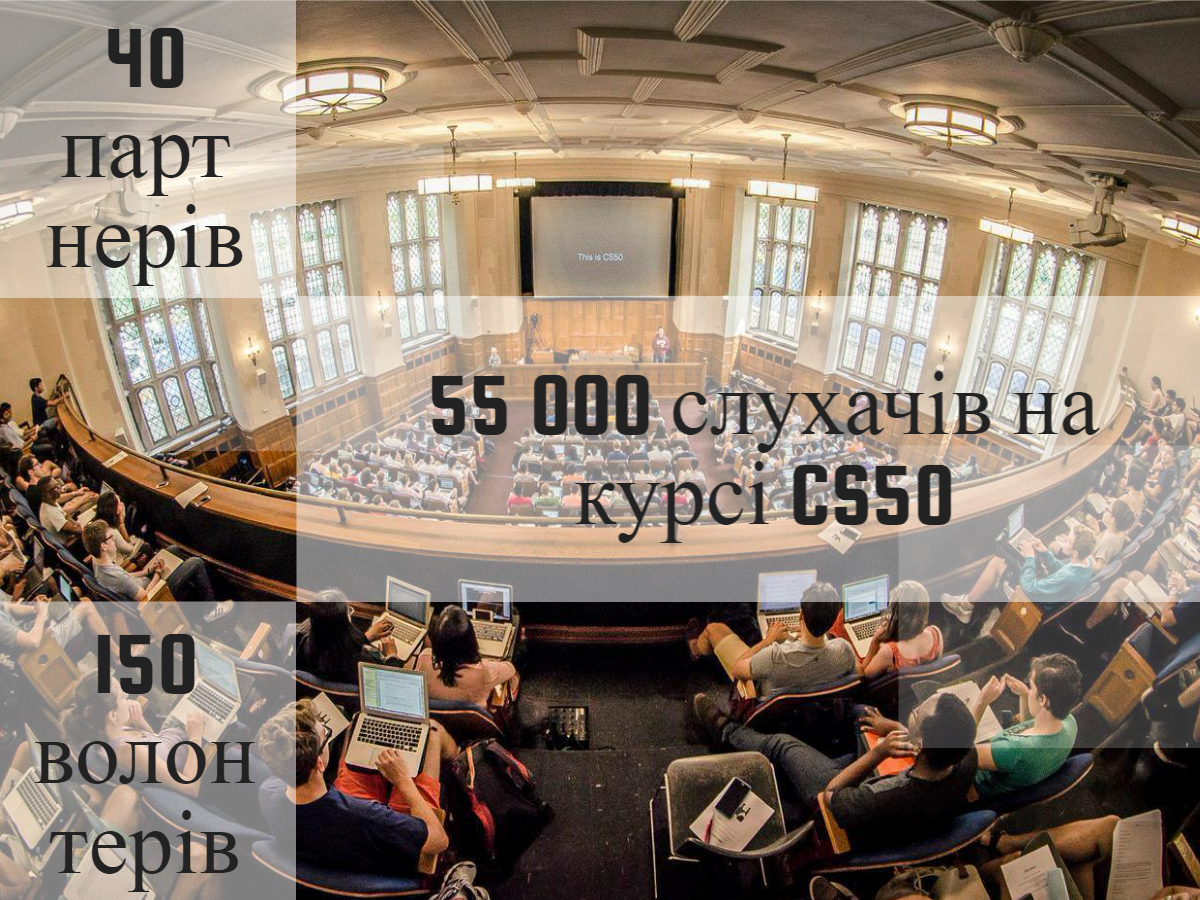 40
парт
нерів
This is CS50
55 000 слухачів на
курсі CS50
150
волон
терів